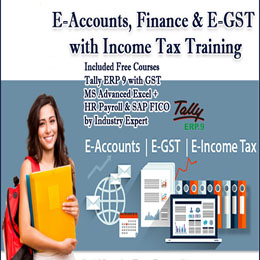 E-Accounts, Finance & E-GST
with Income Tax Training
Included Free Courses
Tally ERP 9 with GST
MS Advanced Excel +
HR Payroll & SAP FICO
by Industry Expert
Tally
ERP.9
E-Accounts | E-GST | E-Income Tax